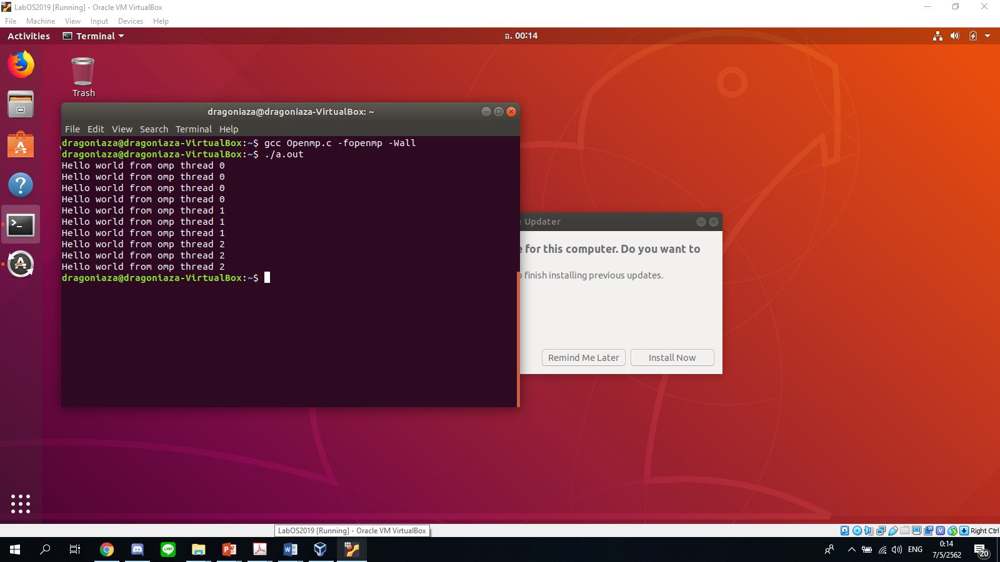 LabOS2019 [Running] - Oracle VM VirtualBox
File Machine View Input Devices Help
Activities Terminal อ. 00:14
Trash
dragoniaza@dragoniaza-VirtualBox: ~
File Edit View Search Terminal Help
dragoniaza@dragoniaza-VirtualBox:~$ gcc Openmp.c -fopenmp -Wall
dragoniaza@dragoniaza-VirtualBox:~$ ./a.out
Hello world from omp thread 0
Hello world from omp thread 0
Hello world from omp thread 0
Hello world from omp thread 0
Hello world from omp thread 1
Hello world from omp thread 1
Hello world from omp thread 1
Hello world from omp thread 2
Hello world from omp thread 2
Hello world from omp thread 2
dragoniaza@dragoniaza-VirtualBox:~$
Updater
for this computer. Do you want to
finish installing previous updates.
Remind Me Later Install Now
LabOS2019 [Running] - Oracle VM VirtualBox
Right Ctrl
ENG
0:14
7/5/2562
20